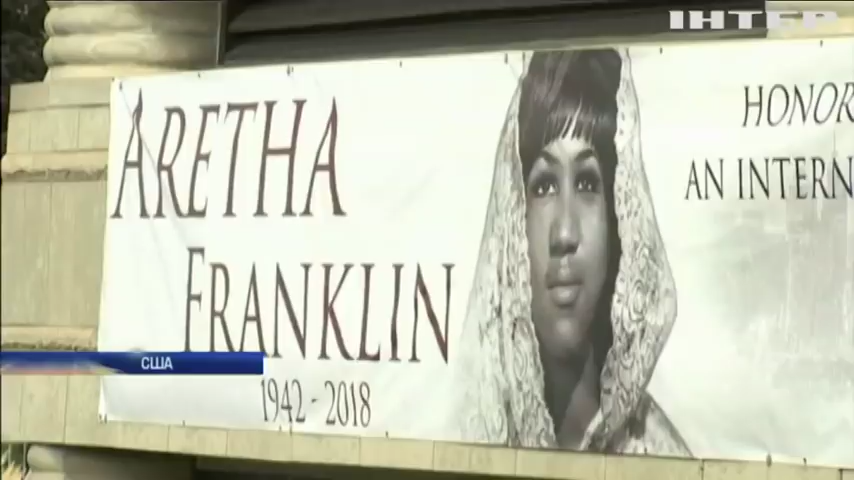 ІНТЕР
ARETHA
FRANKLIN
1942 - 2018
HONOR
AN INTERN
США